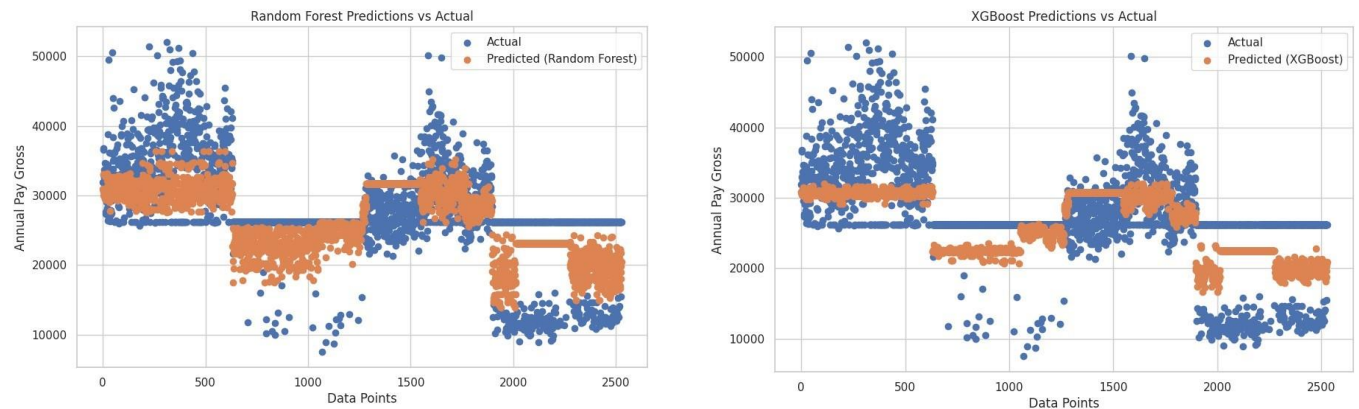 Random Forest Predictions vs Actual
Actual
Predicted (Random Forest)
Annual Pay Gross
50000
40000
30000
20000
10000
0
500
1000
1500
2000
2500
Data Points
XGBoost Predictions vs Actual
Actual
Predicted (XGBoost)
Annual Pay Gross
50000
40000
30000
20000
10000
0
500
1000
1500
2000
2500
Data Points